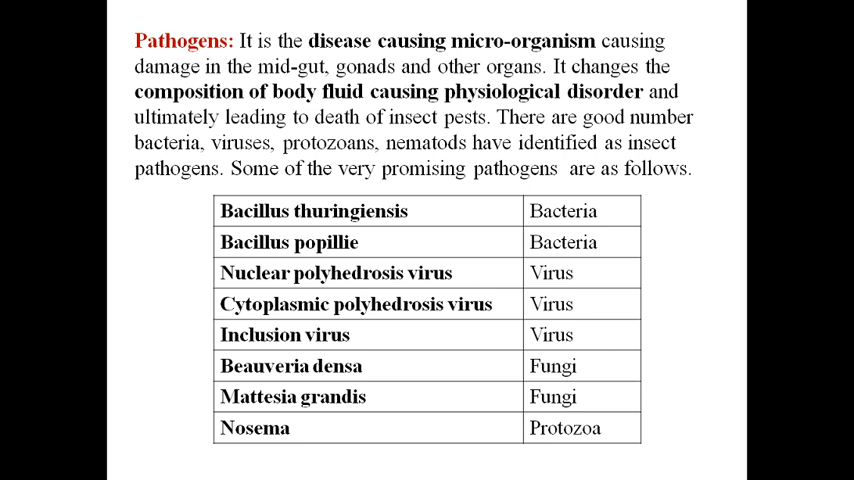 Pathogens: It is the disease causing micro-organism causing
damage in the mid-gut, gonads and other organs. It changes the
composition of body fluid causing physiological disorder and
ultimately leading to death of insect pests. There are good number
bacteria, viruses, protozoans, nematods have identified as insect
pathogens. Some of the very promising pathogens are as follows.
Bacillus thuringiensis Bacteria
Bacillus popillie Bacteria
Nuclear polyhedrosis virus Virus
Cytoplasmic polyhedrosis virus Virus
Inclusion virus Virus
Beauveria densa Fungi
Mattesia grandis Fungi
Nosema Protozoa